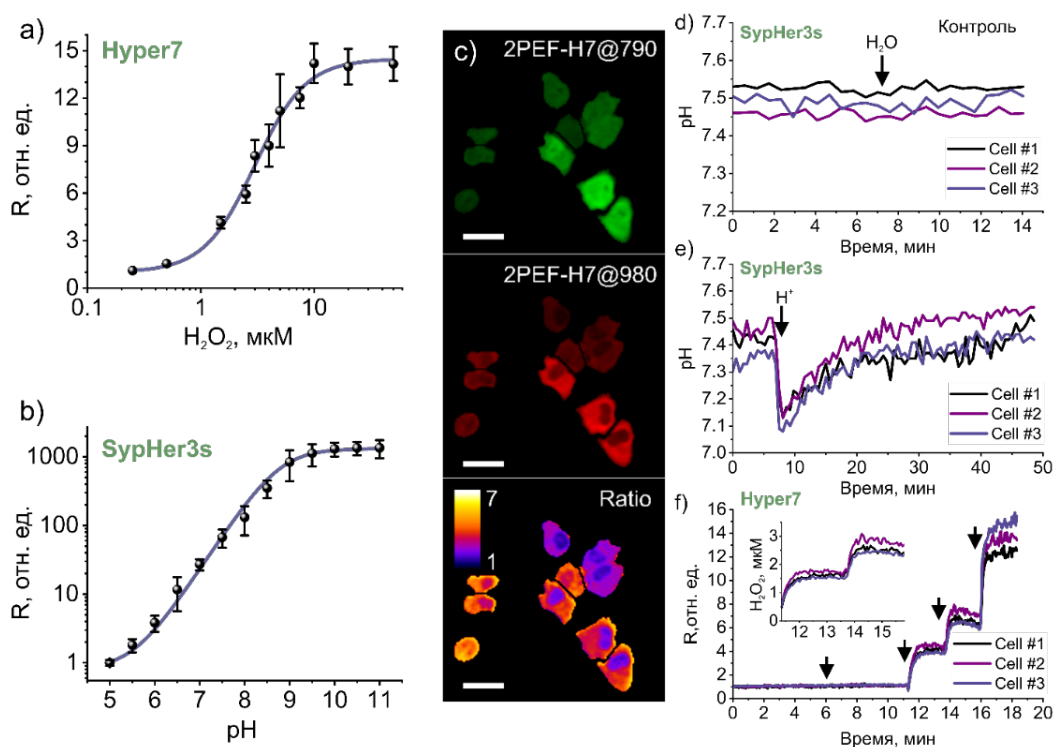 a)
Hyper7
15
12
9
6
3
0
R, отн. ед.
0.1
1
10
H₂O₂, мкМ
b)
SypHer3s
1000
100
10
1
R, отн. ед.
5
6
7
8
9
10
11
pH
c)
2PEF-H7@790
2PEF-H7@980
Ratio
7
1
d)
SypHer3s
Контроль
H₂O
7.7
7.6
7.5
7.4
7.3
7.2
pH
Cell #1
Cell #2
Cell #3
0
2
4
6
8
10
12
14
Время, мин
e)
SypHer3s
H⁺
7.7
7.6
7.5
7.4
7.3
7.2
7.1
7.0
pH
Cell #1
Cell #2
Cell #3
0
10
20
30
40
50
Время, мин
f)
Hyper7
16
14
12
10
8
6
4
2
0
R,отн. ед.
3
2
1
0
H₂O₂, мкМ
12
13
14
15
Cell #1
Cell #2
Cell #3
0
2
4
6
8
10
12
14
16
18
20
Время, мин